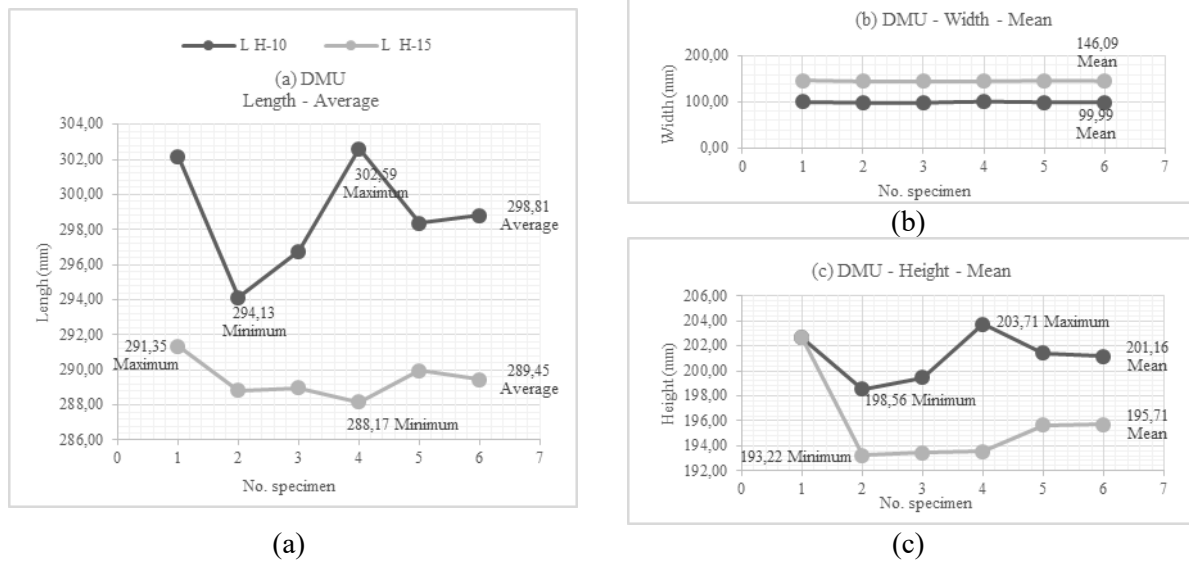 L H-10 L H-15
(a) DMU
Length - Average
304,00
302,00
300,00
298,00
296,00
294,00
292,00
290,00
288,00
286,00
Lengh (mm)
302,59
Maximum
298,81
Average
294,13
Minimum
291,35
Maximum
289,45
Average
288,17 Minimum
0 1 2 3 4 5 6 7
No. specimen
(a)
(b) DMU - Width - Mean
200,00
100,00
0,00
Width (mm)
146,09
Mean
99,99
Mean
0 1 2 3 4 5 6 7
No. specimen
(b)
(c) DMU - Height - Mean
206,00
204,00
202,00
200,00
198,00
196,00
194,00
192,00
Height (mm)
203,71 Maximum
201,16
Mean
198,56 Minimum
195,71
Mean
193,22 Minimum
0 1 2 3 4 5 6 7
No. specimen
(c)